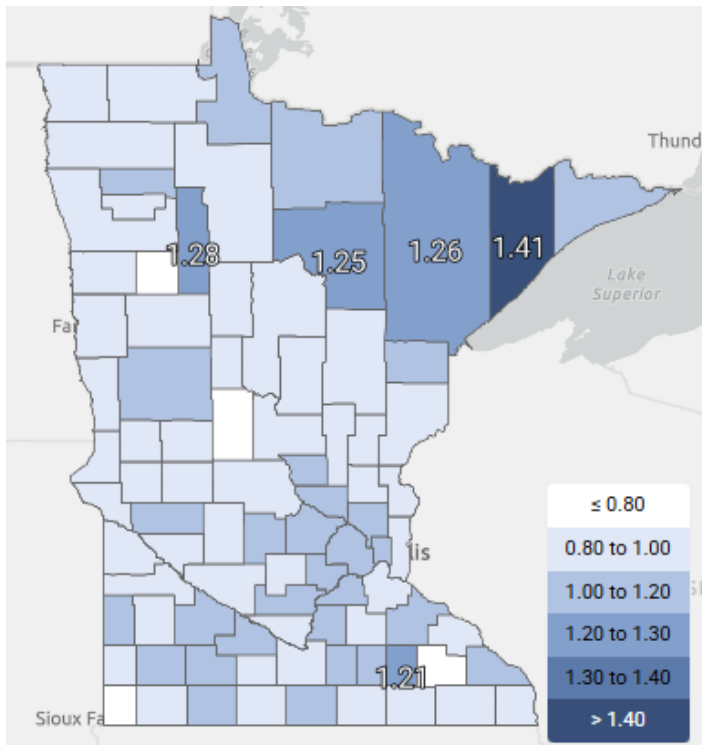 Thund
1.28
1.25
1.26
1.41
Lake
Superior
Fa
≤ 0.80
0.80 to 1.00
1.00 to 1.20
1.20 to 1.30
1.30 to 1.40
> 1.40
lis
1.21
Sioux Fa